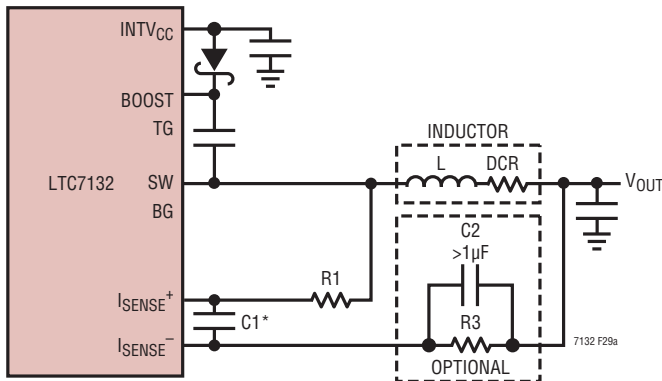 INTVCC
BOOST
TG
LTC7132
SW
BG
ISENSE+
ISENSE–
INDUCTOR
L
DCR
VOUT
C2
>1µF
R1
C1*
R3
OPTIONAL
7132 F29a